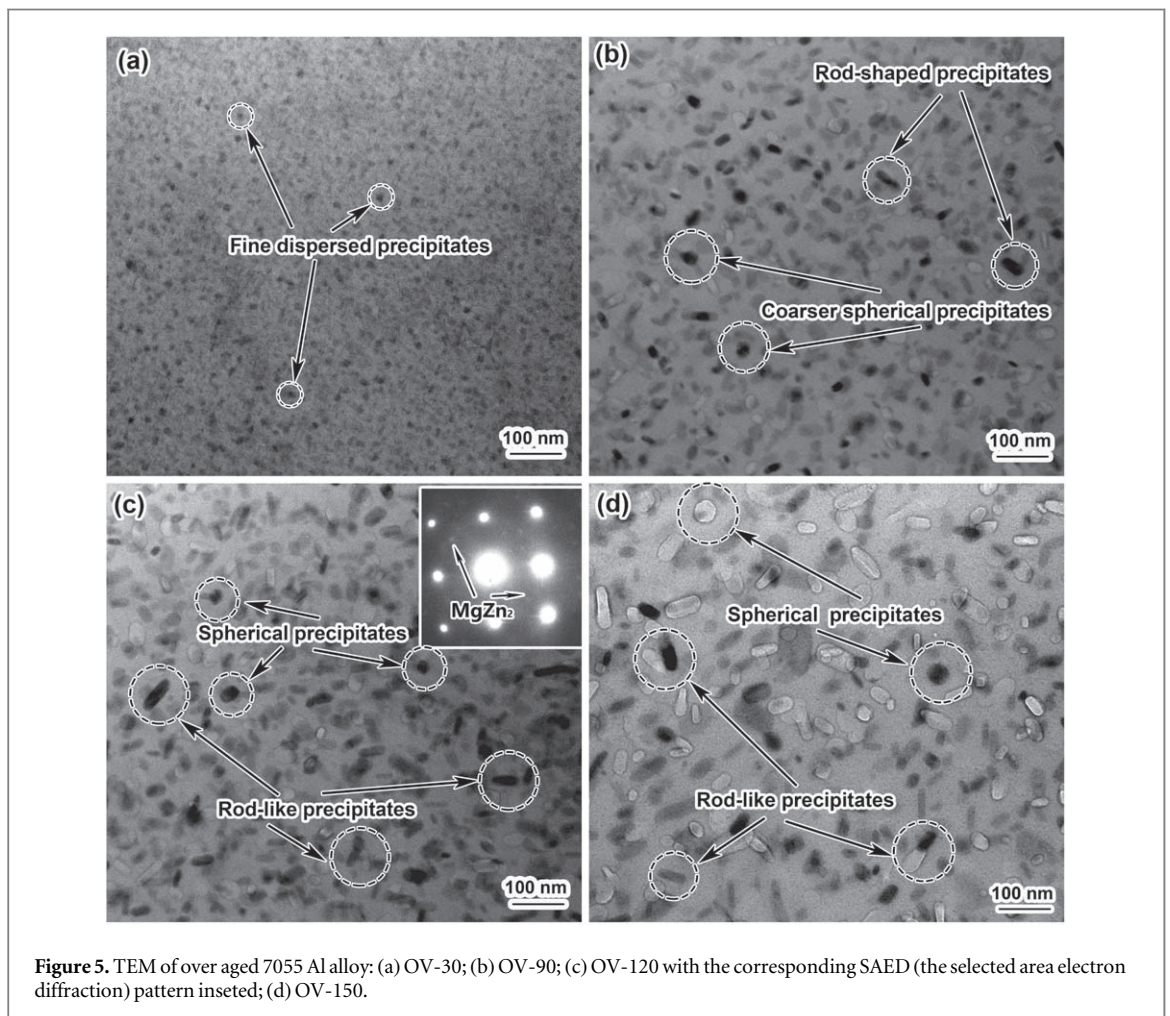 (a)
Fine dispersed precipitates
100 nm
(b)
Rod-shaped precipitates
Coarser spherical precipitates
100 nm
(c)
MgZn2
Spherical precipitates
Rod-like precipitates
100 nm
(d)
Spherical precipitates
Rod-like precipitates
100 nm
Figure 5. TEM of over aged 7055 Al alloy: (a) OV-30; (b) OV-90; (c) OV-120 with the corresponding SAED (the selected area electron
diffraction) pattern inseted; (d) OV-150.